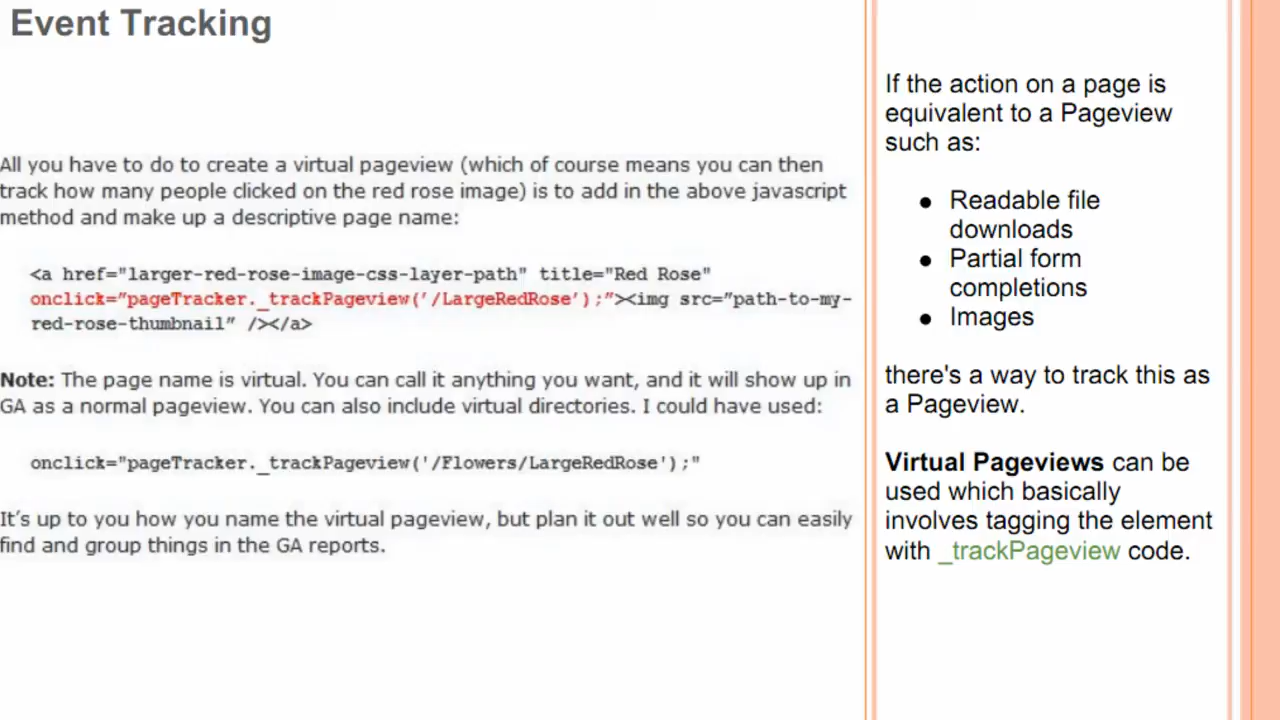 Event Tracking
All you have to do to create a virtual pageview (which of course means you can then
track how many people clicked on the red rose image) is to add in the above javascript
method and make up a descriptive page name:
<a href="larger-red-rose-image-css-layer-path" title="Red Rose"
onclick=”pageTracker._trackPageview('/LargeRedRose');”><img src=”path-to-my-
red-rose-thumbnail” /></a>
Note: The page name is virtual. You can call it anything you want, and it will show up in
GA as a normal pageview. You can also include virtual directories. I could have used:
onclick="pageTracker._trackPageview('/Flowers/LargeRedRose');"
It’s up to you how you name the virtual pageview, but plan it out well so you can easily
find and group things in the GA reports.
If the action on a page is
equivalent to a Pageview
such as:
● Readable file
downloads
● Partial form
completions
● Images
there's a way to track this as
a Pageview.
Virtual Pageviews can be
used which basically
involves tagging the element
with _trackPageview code.